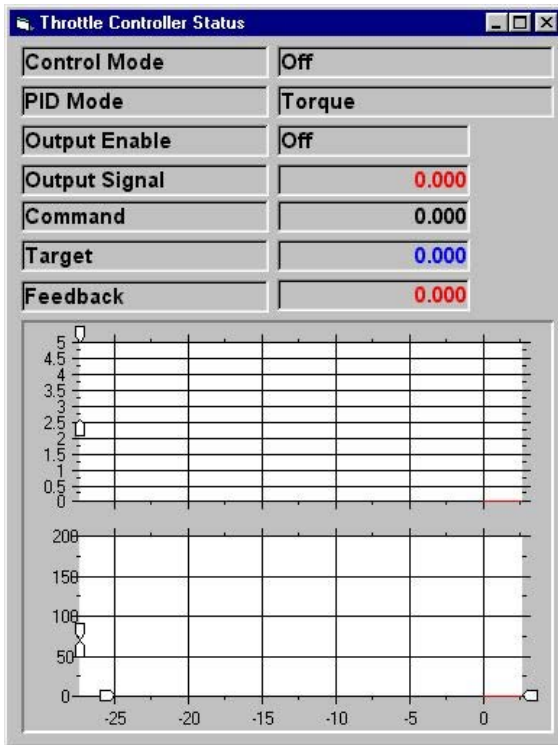 Throttle Controller Status
Control Mode Off
PID Mode Torque
Output Enable Off
Output Signal 0.000
Command 0.000
Target 0.000
Feedback 0.000
5
4.5
4
3.5
3
2.5
2
1.5
1
0.5
0
200
150
100
50
0
-25 -20 -15 -10 -5 0